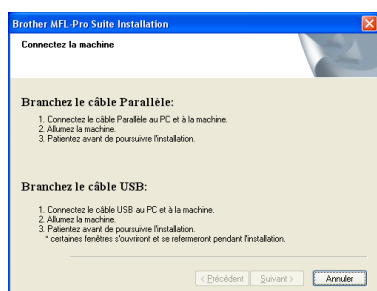 Brother MFL-Pro Suite Installation
Connectez la machine
Branchez le câble Parallèle:
1. Connectez le câble Parallèle au PC et à la machine.
2. Allumez la machine.
3. Patientez avant de poursuivre l'installation.
Branchez le câble USB:
1. Connectez le câble USB au PC et à la machine.
2. Allumez la machine.
3. Patientez avant de poursuivre l'installation.
* certaines fenêtres s'ouvriront et se refermeront pendant l'installation.
< Précédent Suivant > Annuler